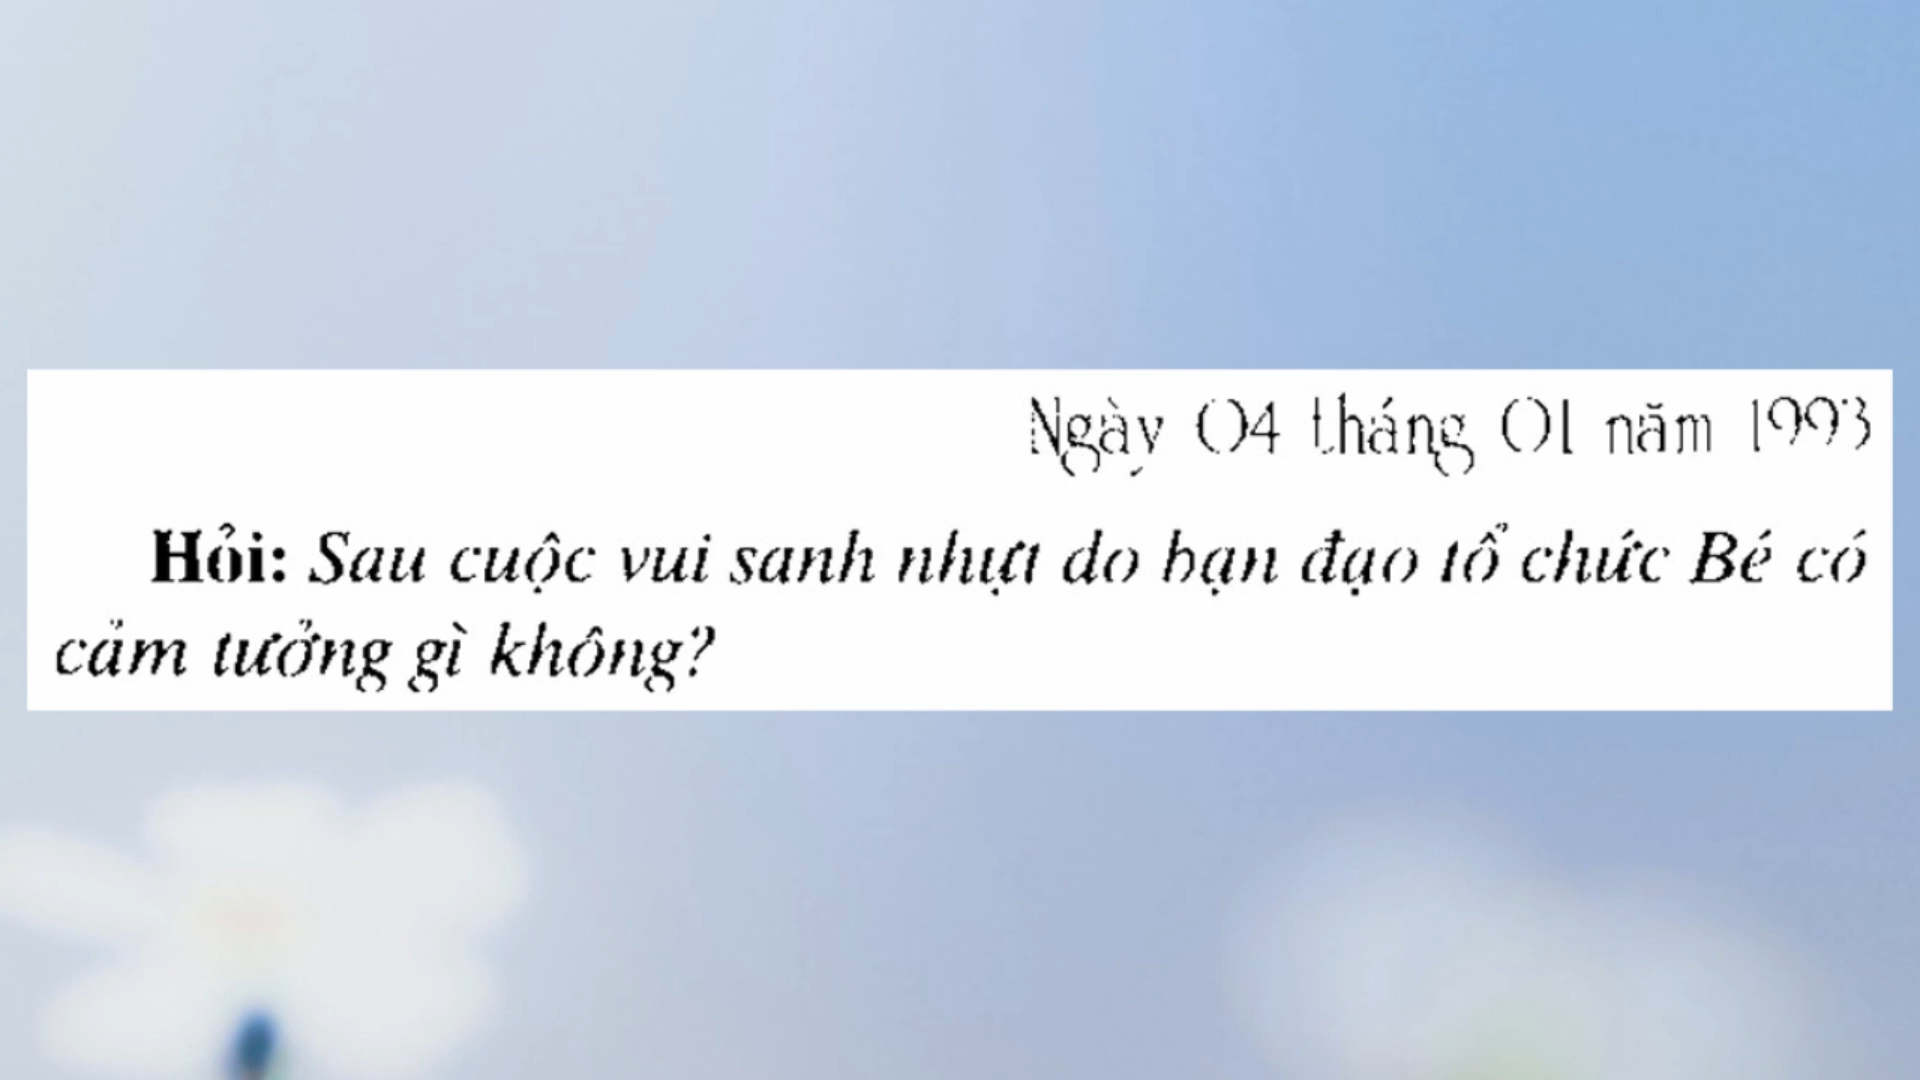 Ngày 04 tháng 01 năm 1993
Hỏi: Sau cuộc vui sanh nhựt do bạn đạo tổ chức Bé có
cảm tưởng gì không?